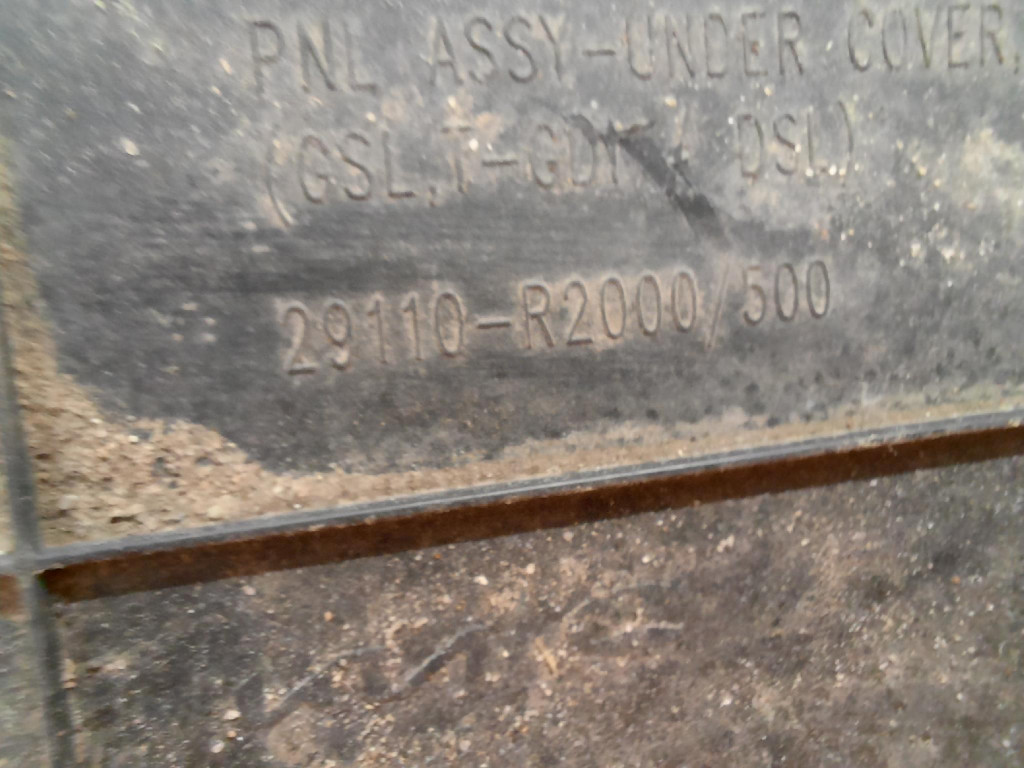 PNL ASSY-UNDER COVER,
(GSL,T-GDI / DSL)
29110-R2000/500